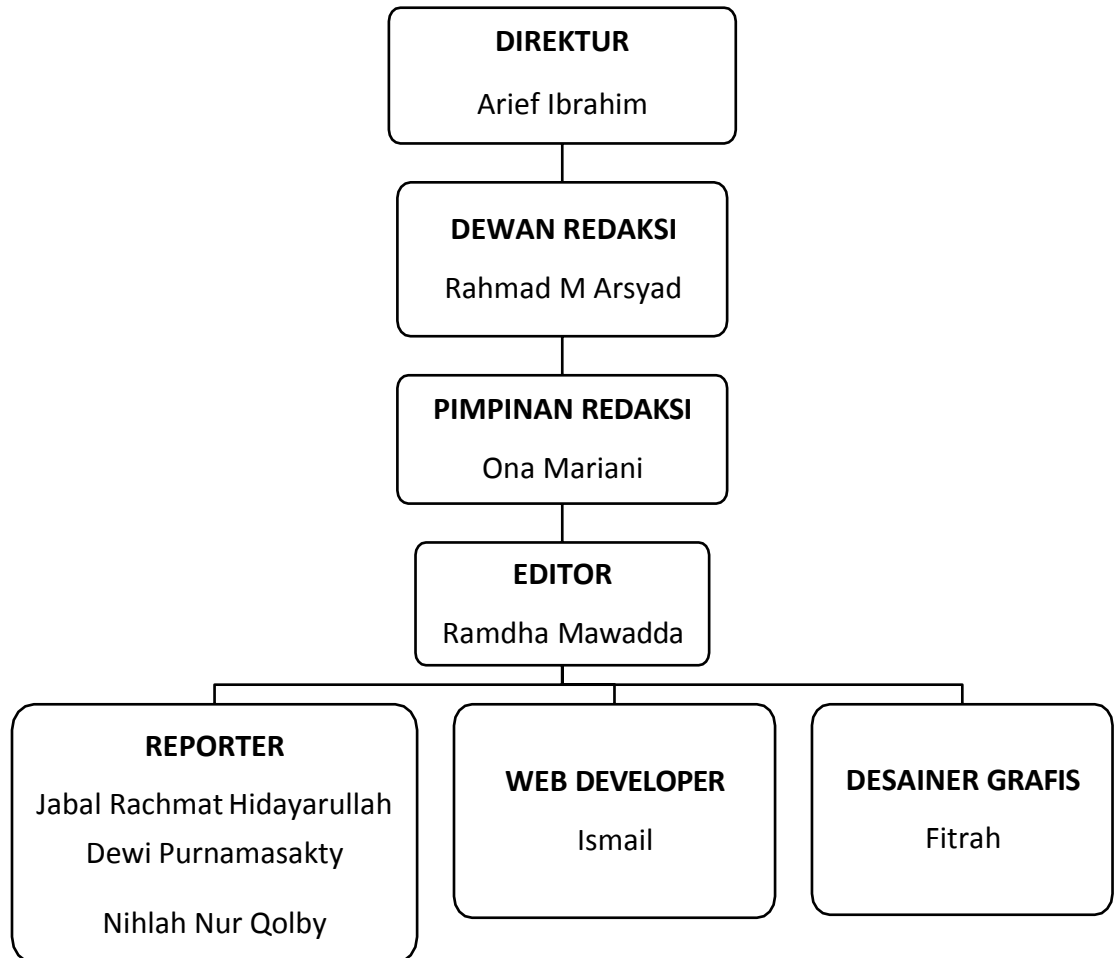 DIREKTUR
Arief Ibrahim
DEWAN REDAKSI
Rahmad M Arsyad
PIMPINAN REDAKSI
Ona Mariani
EDITOR
Ramdha Mawadda
REPORTER
Jabal Rachmat Hidayarullah
Dewi Purnamasakty
Nihlah Nur Qolby
WEB DEVELOPER
Ismail
DESAINER GRAFIS
Fitrah